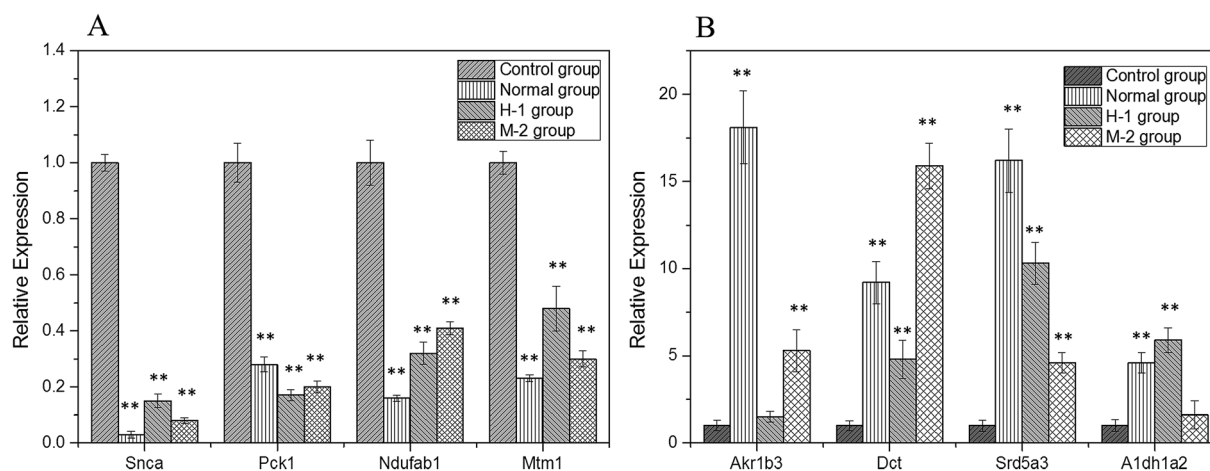 A
Relative Expression
1.4
1.2
1.0
0.8
0.6
0.4
0.2
0.0
Control group
Normal group
H-1 group
M-2 group
** ** **
** ** **
** ** **
** ** **
Snca Pck1 Ndufab1 Mtm1
B
Relative Expression
20
15
10
5
0
Control group
Normal group
H-1 group
M-2 group
** **
** ** **
** ** **
** **
Akr1b3 Dct Srd5a3 A1dh1a2